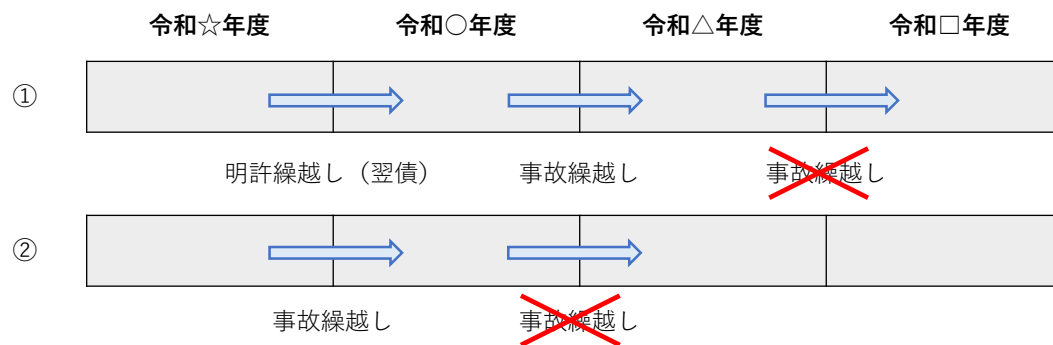 令和☆年度 令和○年度 令和△年度 令和□年度
①
明許繰越し（翌債） 事故繰越し 事故繰越し
②
事故繰越し 事故繰越し